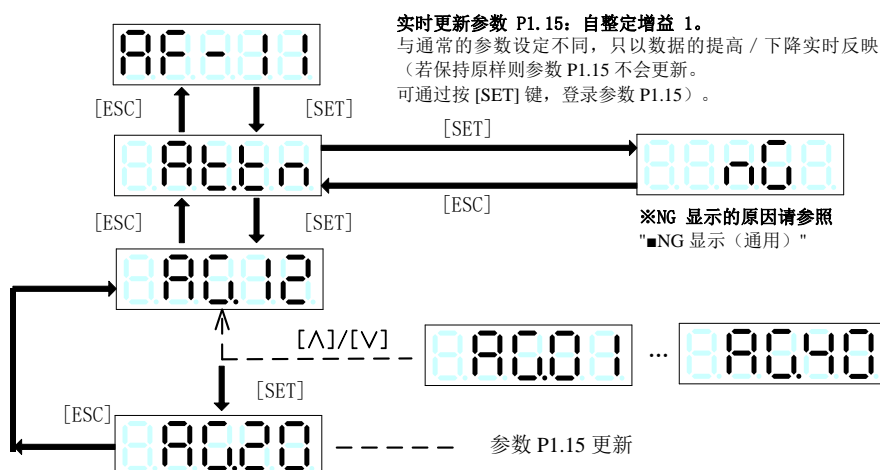 AF-11
实时更新参数 P1.15：自整定增益 1。
与通常的参数设定不同，只以数据的提高 / 下降实时反映
（若保持原样则参数 P1.15 不会更新。
可通过按 [SET] 键，登录参数 P1.15）。
[ESC]
[SET]
[SET]
At.tn
nG
[ESC]
[ESC]
[SET]
※NG 显示的原因请参照
"■NG 显示（通用）"
AG.12
[∧]/[∨]
AG.01
...
AG.40
[SET]
[ESC]
AG.20
参数 P1.15 更新